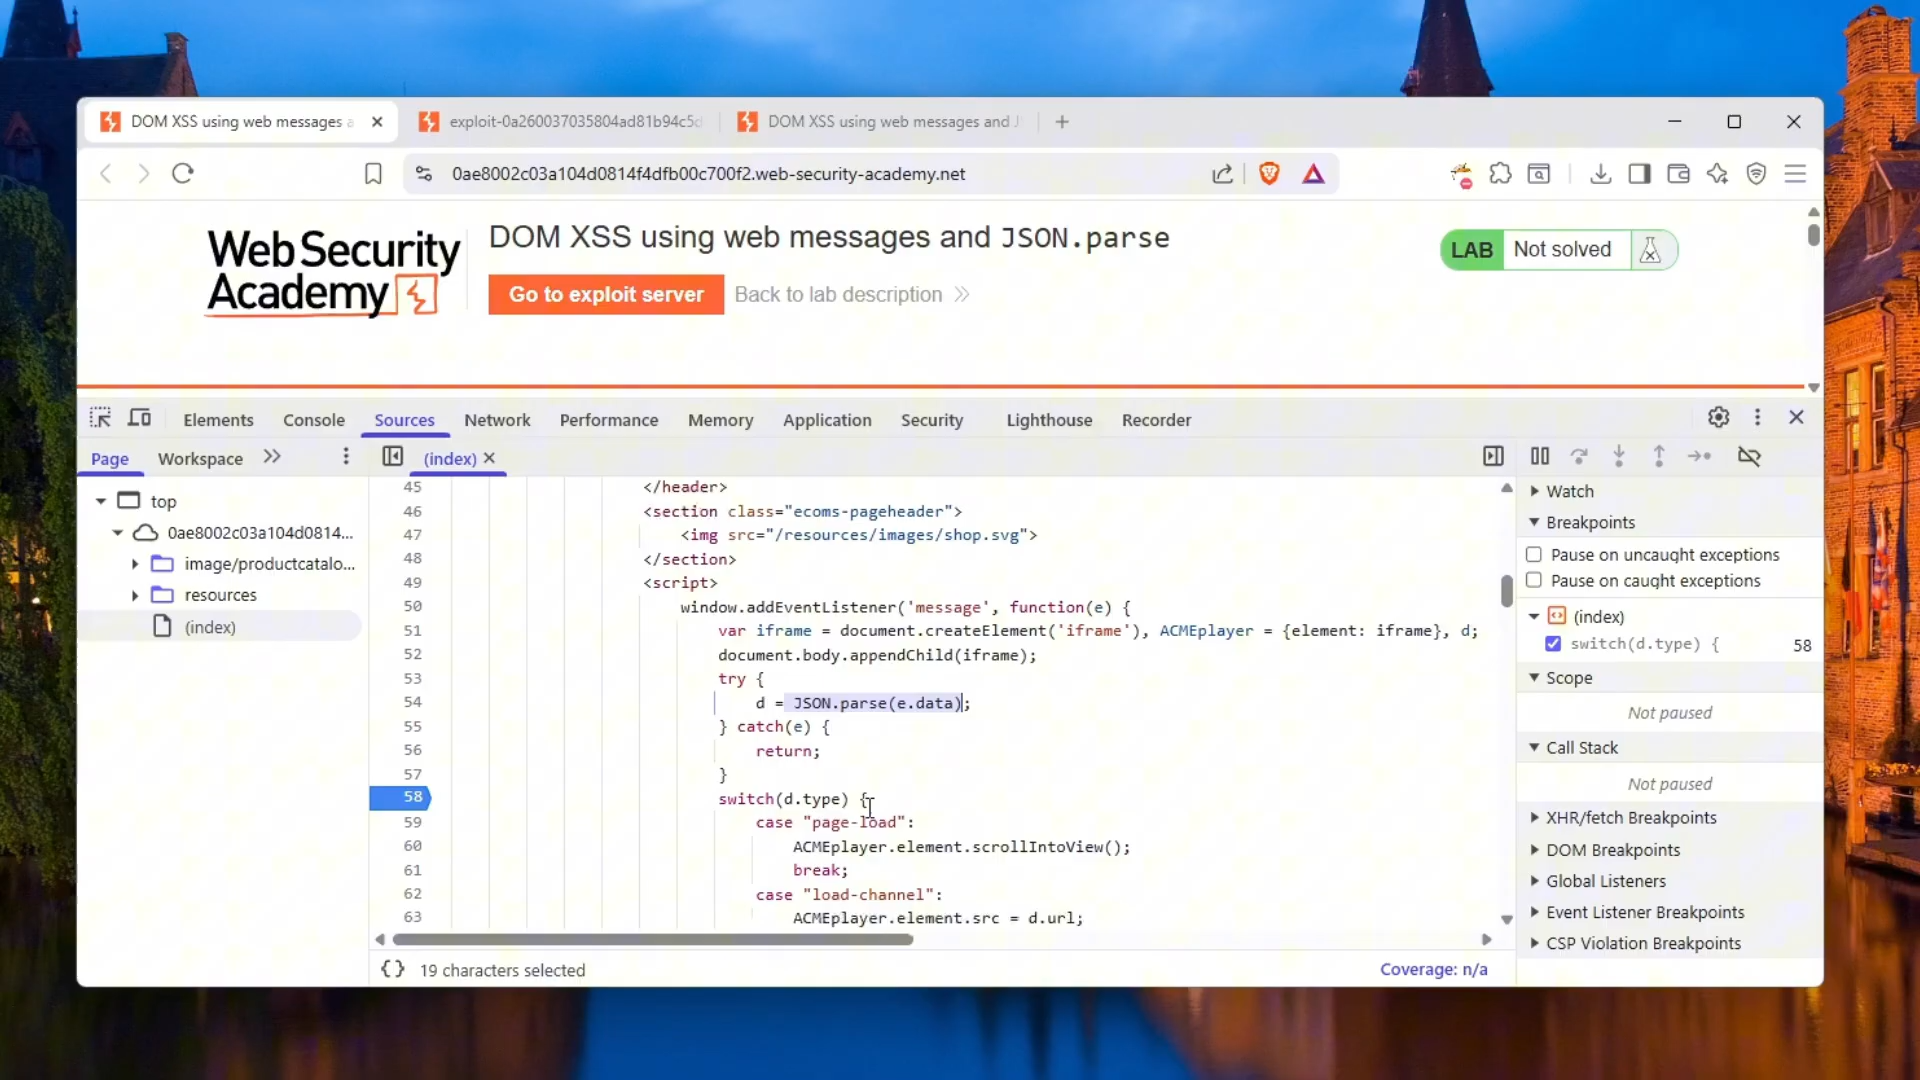 DOM XSS using web messages a
exploit-0a260037035804ad81b94c5d
DOM XSS using web messages and J
0ae8002c03a104d0814f4dfb00c700f2.web-security-academy.net
Web Security
Academy
DOM XSS using web messages and JSON.parse
Go to exploit server
Back to lab description
LAB Not solved
Elements Console Sources Network Performance Memory Application Security Lighthouse Recorder
Page Workspace
(index)
top
0ae8002c03a104d0814...
image/productcatalo...
resources
(index)
45 </header>
46 <section class="ecoms-pageheader">
47 <img src="/resources/images/shop.svg">
48 </section>
49 <script>
50 window.addEventListener('message', function(e) {
51 var iframe = document.createElement('iframe'), ACMEplayer = {element: iframe}, d;
52 document.body.appendChild(iframe);
53 try {
54 d = JSON.parse(e.data);
55 } catch(e) {
56 return;
57 }
58 switch(d.type) {
59 case "page-load":
60 ACMEplayer.element.scrollIntoView();
61 break;
62 case "load-channel":
63 ACMEplayer.element.src = d.url;
{} 19 characters selected
Coverage: n/a
Watch
Breakpoints
Pause on uncaught exceptions
Pause on caught exceptions
(index)
switch(d.type) { 58
Scope
Not paused
Call Stack
Not paused
XHR/fetch Breakpoints
DOM Breakpoints
Global Listeners
Event Listener Breakpoints
CSP Violation Breakpoints